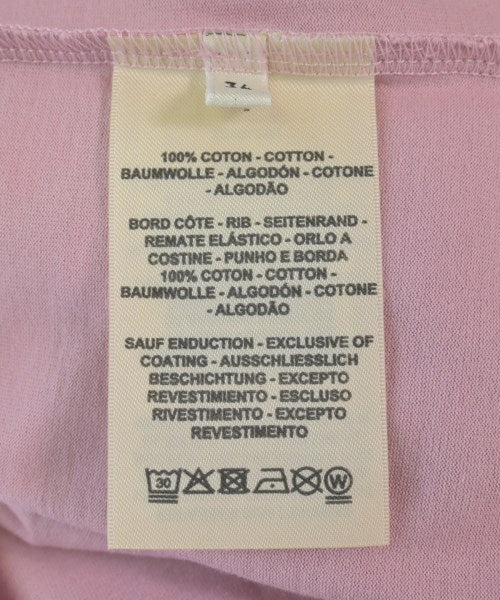 100% COTON - COTTON -
BAUMWOLLE - ALGODÓN - COTONE
- ALGODÃO
BORD CÔTE - RIB - SEITENRAND -
REMATE ELÁSTICO - ORLO A
COSTINE - PUNHO E BORDA
100% COTON - COTTON -
BAUMWOLLE - ALGODÓN - COTONE
- ALGODÃO
SAUF ENDUCTION - EXCLUSIVE OF
COATING - AUSSCHLIESSLICH
BESCHICHTUNG - EXCEPTO
REVESTIMIENTO - ESCLUSO
RIVESTIMENTO - EXCEPTO
REVESTIMENTO
30 W